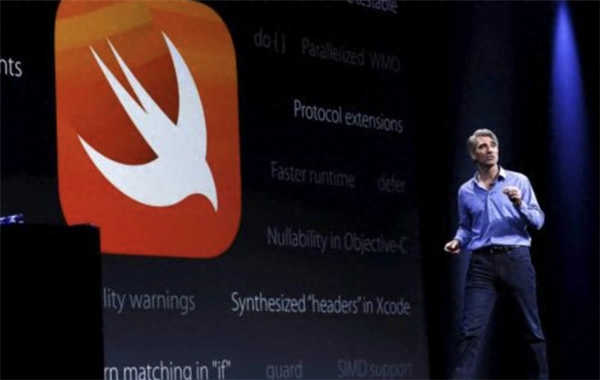 testable
do { } Parallelized WMO
nts
Protocol extensions
Faster runtime defer
Nullability in Objective-C
lity warnings Synthesized "headers" in Xcode
rn matching in "if" guard SIMD support